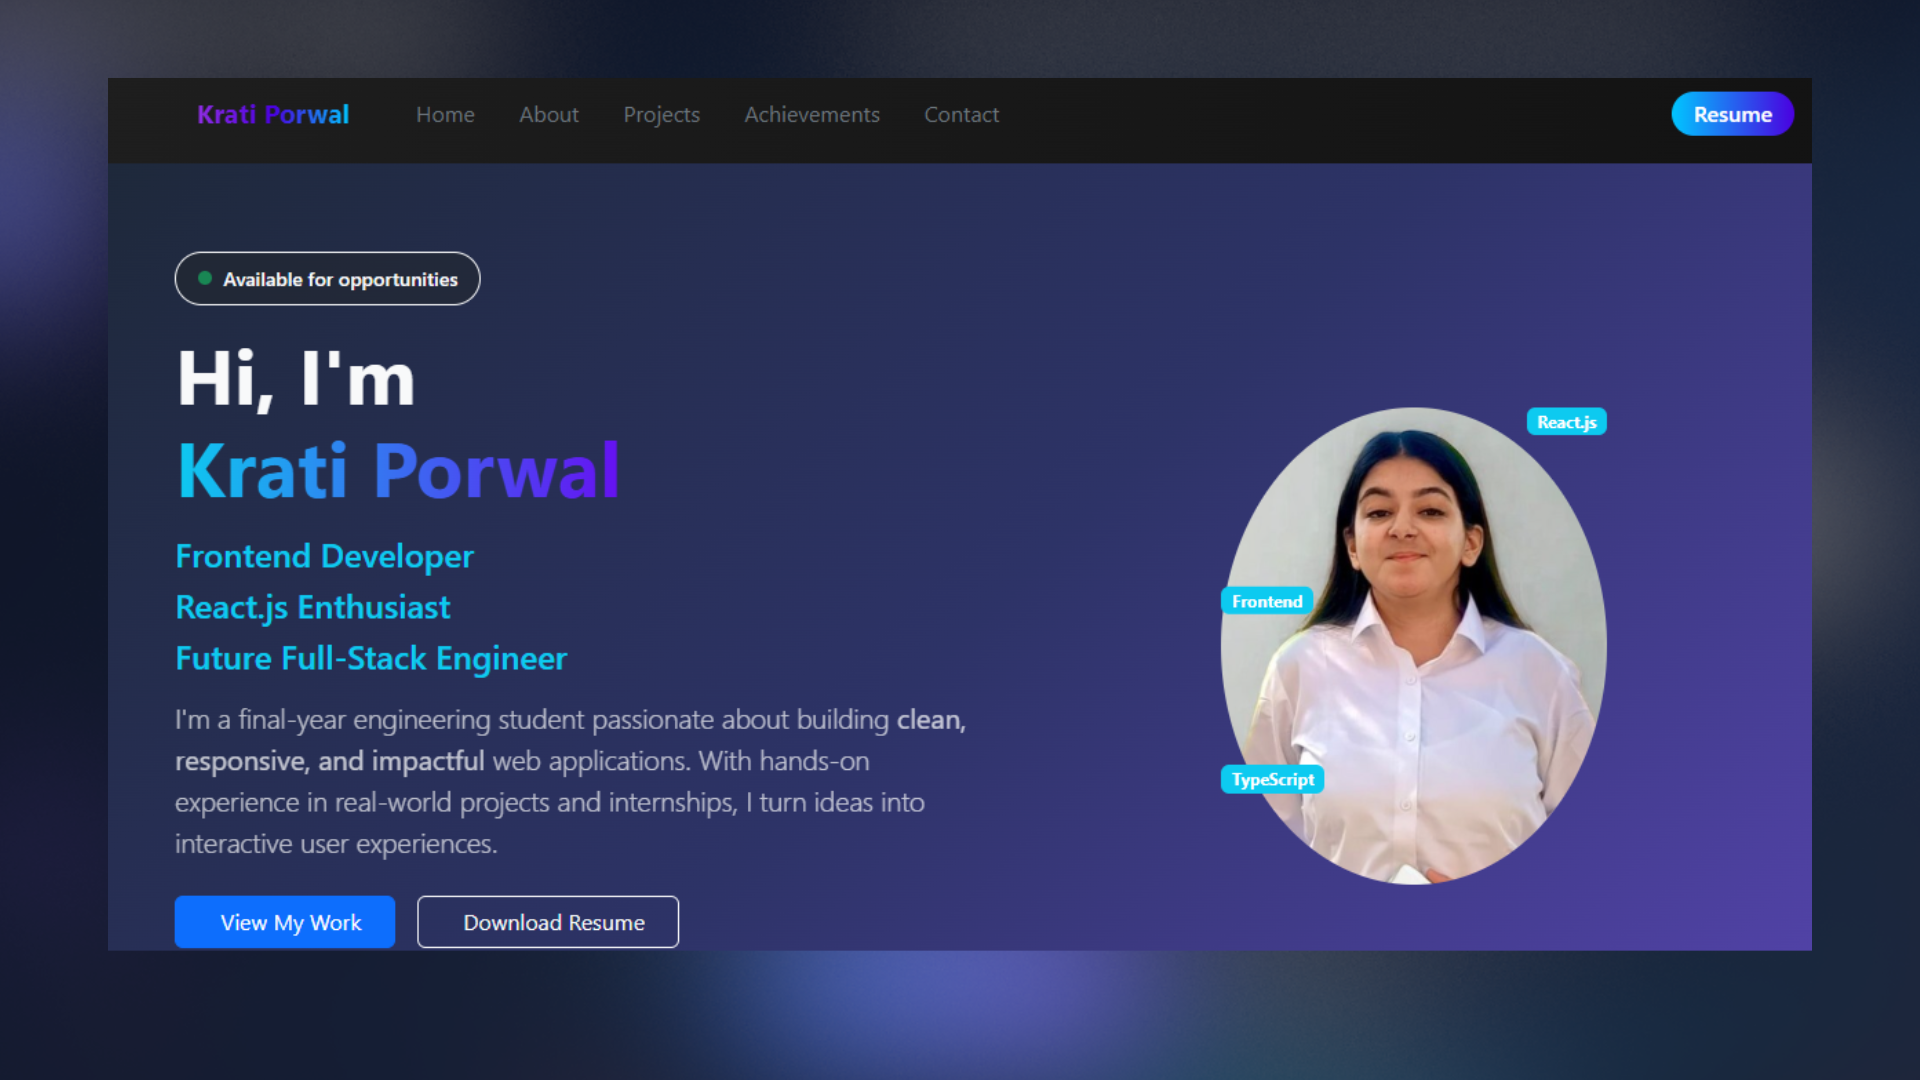 Krati Porwal Home About Projects Achievements Contact Resume
Available for opportunities
Hi, I'm
Krati Porwal
Frontend Developer
React.js Enthusiast
Future Full-Stack Engineer
I'm a final-year engineering student passionate about building clean,
responsive, and impactful web applications. With hands-on
experience in real-world projects and internships, I turn ideas into
interactive user experiences.
View My Work Download Resume
React.js
Frontend
TypeScript